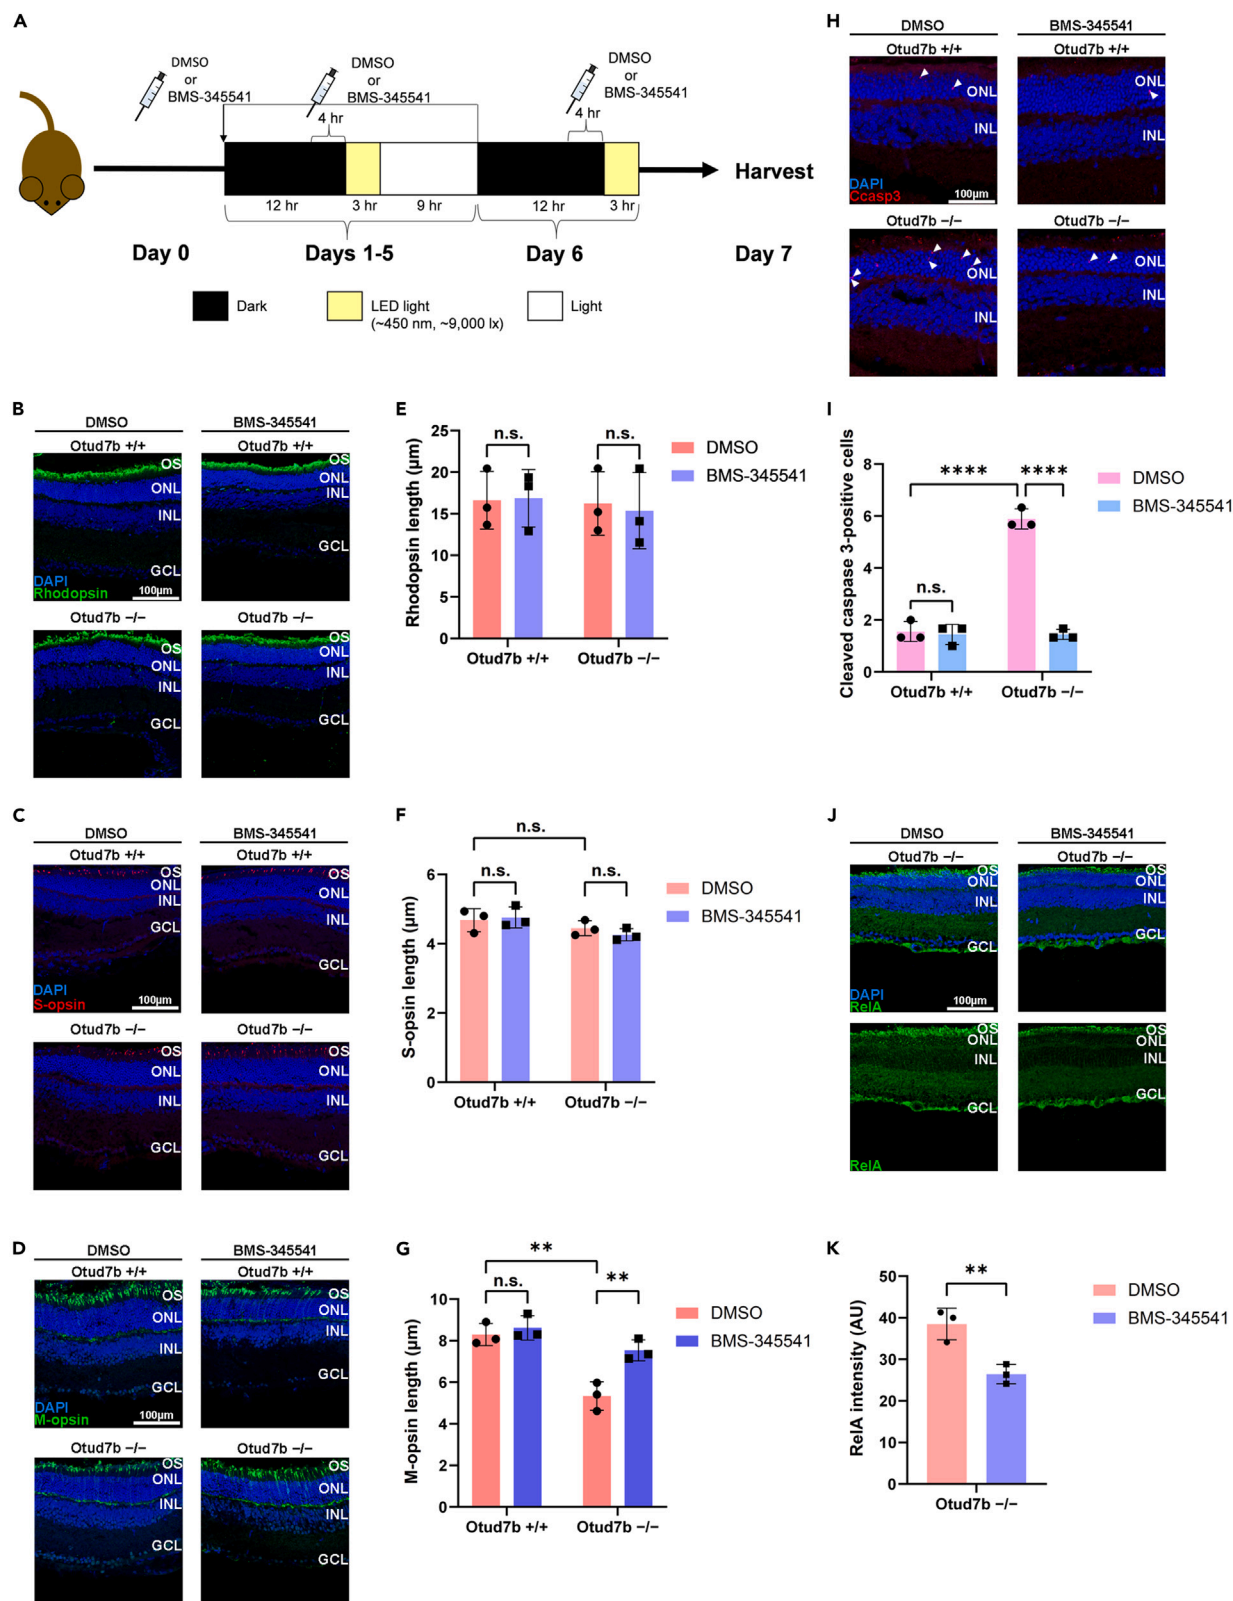 A
DMSO
or
BMS-345541
DMSO
or
BMS-345541
DMSO
or
BMS-345541
4 hr
4 hr
Harvest
12 hr
3 hr
9 hr
12 hr
3 hr
Day 0
Days 1-5
Day 6
Day 7
Dark
LED light
(~450 nm, ~9,000 lx)
Light
B
DMSO
BMS-345541
Otud7b +/+
Otud7b +/+
OS
ONL
INL
GCL
DAPI
Rhodopsin
100µm
OS
ONL
INL
GCL
Otud7b −/−
Otud7b −/−
OS
ONL
INL
GCL
OS
ONL
INL
GCL
C
DMSO
BMS-345541
Otud7b +/+
Otud7b +/+
OS
ONL
INL
GCL
DAPI
S-opsin
100µm
OS
ONL
INL
GCL
Otud7b −/−
Otud7b −/−
OS
ONL
INL
GCL
OS
ONL
INL
GCL
D
DMSO
BMS-345541
Otud7b +/+
Otud7b +/+
OS
ONL
INL
GCL
DAPI
M-opsin
100µm
OS
ONL
INL
GCL
Otud7b −/−
Otud7b −/−
OS
ONL
INL
GCL
OS
ONL
INL
GCL
E
Rhodopsin length (µm)
25
20
15
10
5
0
n.s.
n.s.
DMSO
BMS-345541
Otud7b +/+
Otud7b −/−
F
S-opsin length (µm)
6
4
2
0
n.s.
n.s.
n.s.
DMSO
BMS-345541
Otud7b +/+
Otud7b −/−
G
M-opsin length (µm)
10
8
6
4
2
0
**
n.s.
**
DMSO
BMS-345541
Otud7b +/+
Otud7b −/−
H
DMSO
BMS-345541
Otud7b +/+
Otud7b +/+
ONL
INL
DAPI
Ccasp3
100µm
ONL
INL
Otud7b −/−
Otud7b −/−
ONL
INL
ONL
INL
I
Cleaved caspase 3-positive cells
8
6
4
2
0
****
****
n.s.
DMSO
BMS-345541
Otud7b +/+
Otud7b −/−
J
DMSO
BMS-345541
Otud7b −/−
Otud7b −/−
OS
ONL
INL
GCL
DAPI
RelA
100µm
OS
ONL
INL
GCL
OS
ONL
INL
GCL
RelA
OS
ONL
INL
GCL
K
RelA intensity (AU)
50
40
30
20
10
0
**
DMSO
BMS-345541
Otud7b −/−